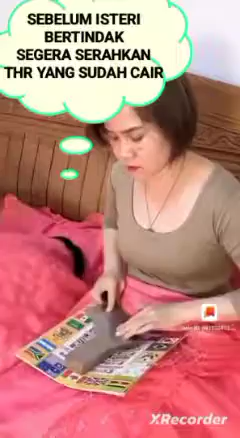 SEBELUM ISTERI
BERTINDAK
SEGERA SERAHKAN
THR YANG SUDAH CAIR
XRecorder